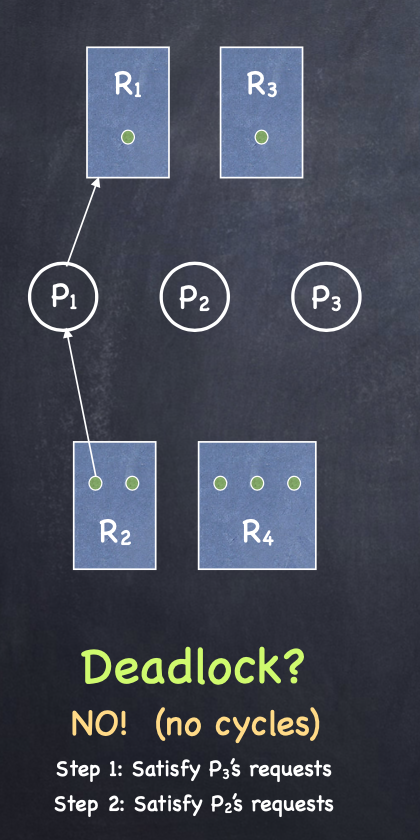 R₁ R₃
P₁ P₂ P₃
R₂ R₄
Deadlock?
NO! (no cycles)
Step 1: Satisfy P₃'s requests
Step 2: Satisfy P₂'s requests